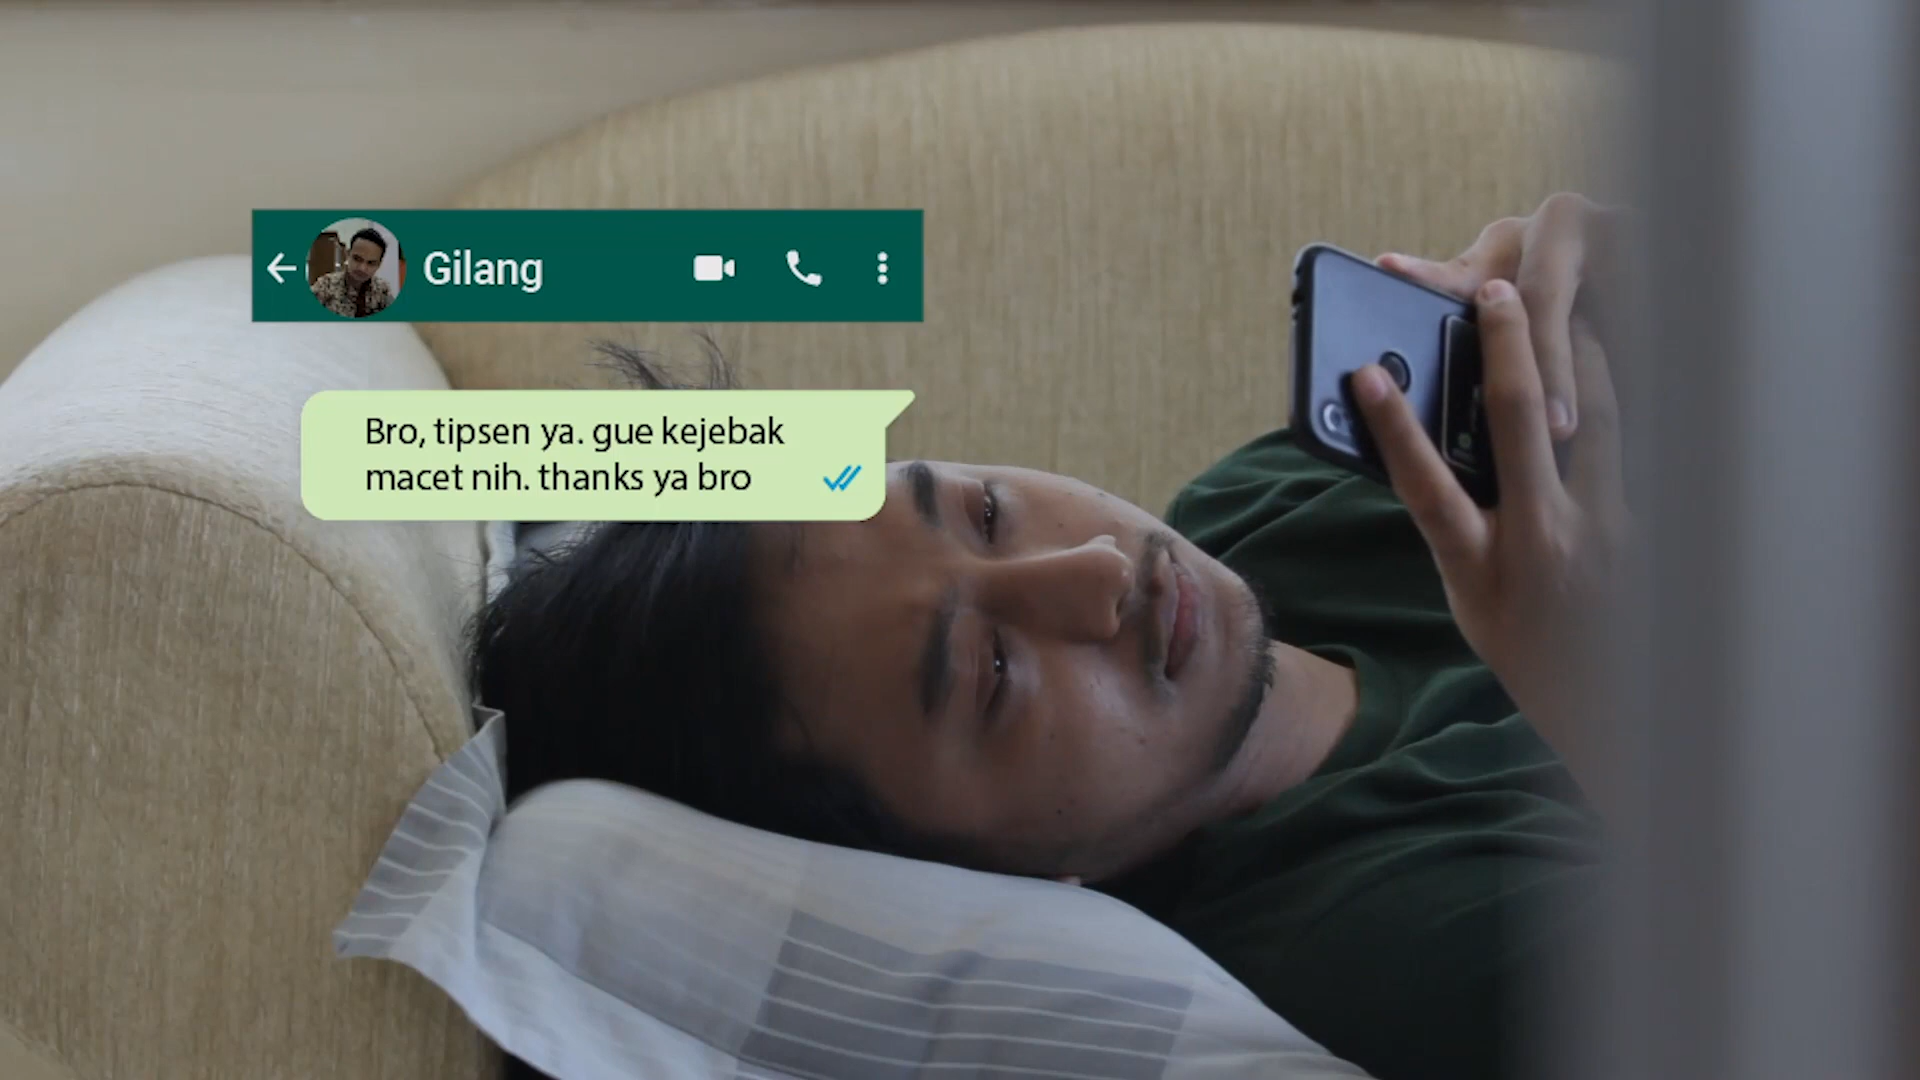 Gilang
Bro, tipsen ya. gue kejebak
macet nih. thanks ya bro